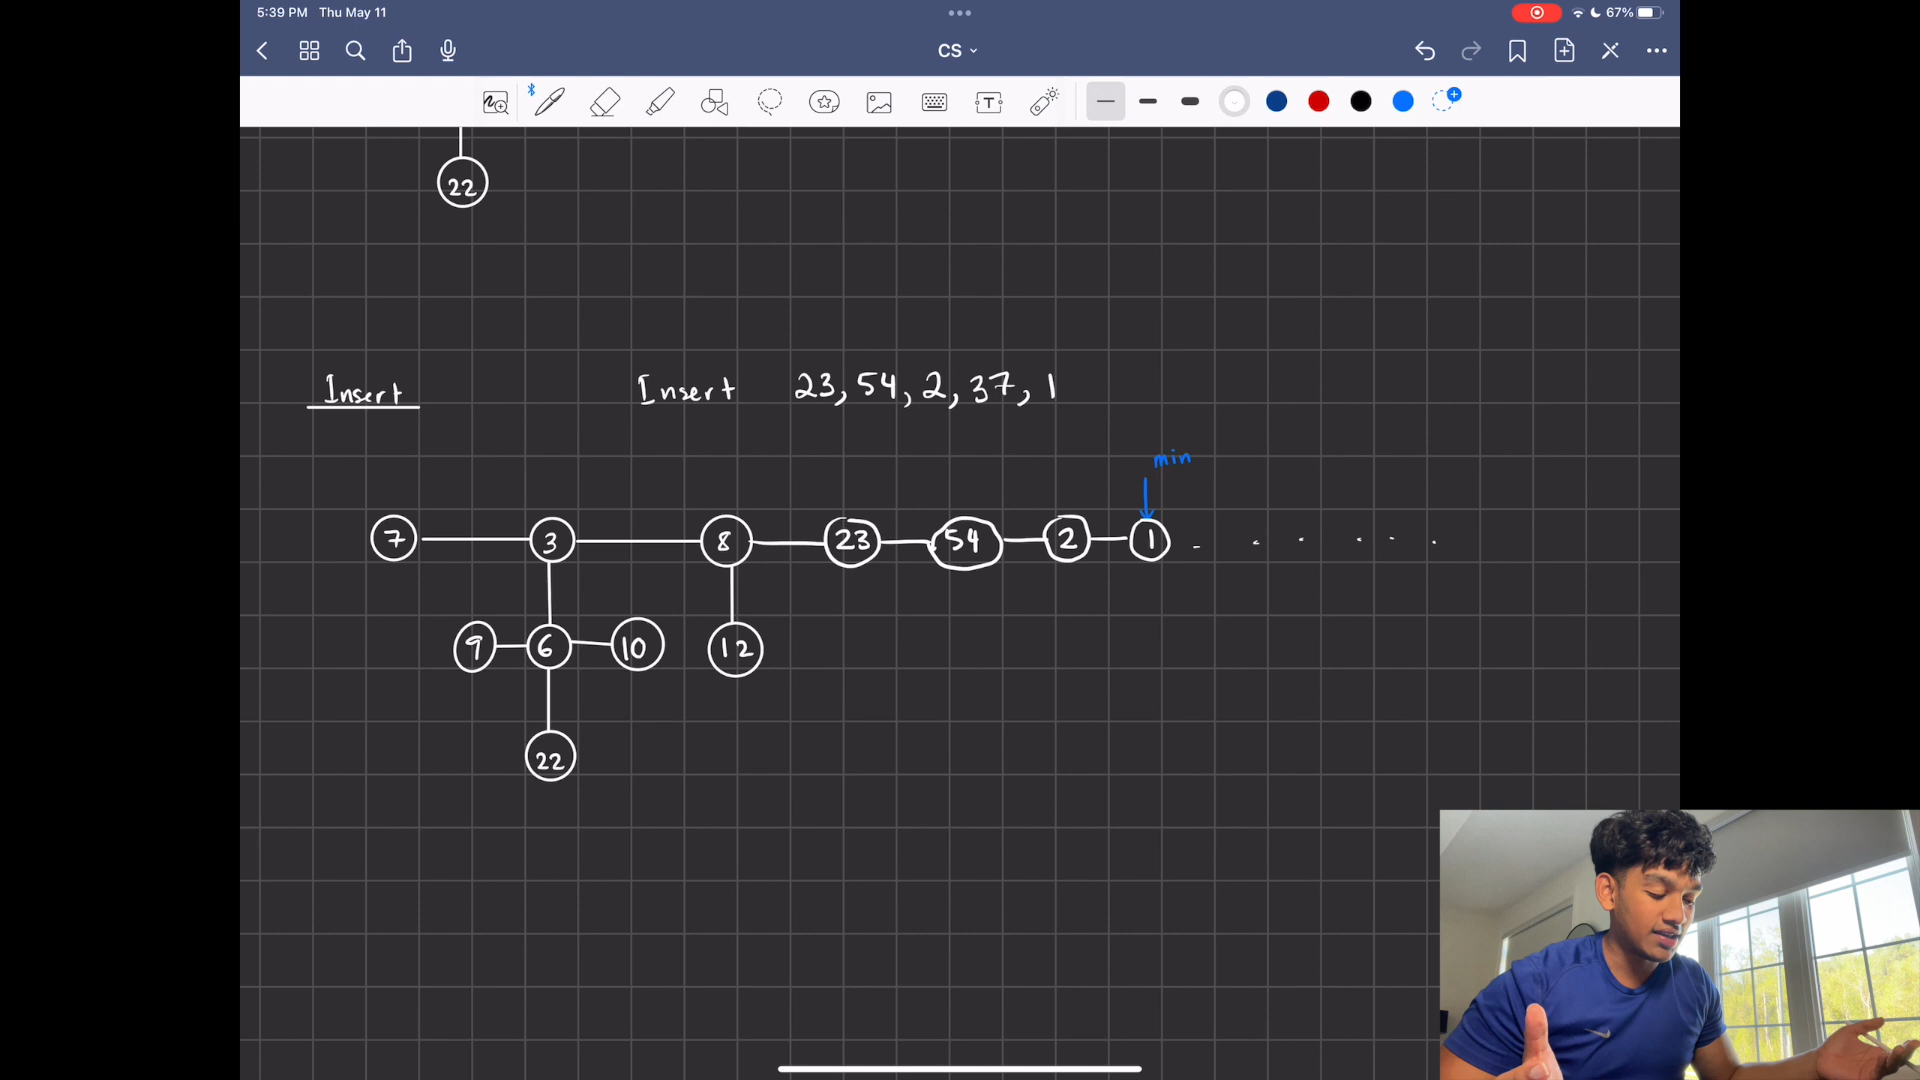 5:39 PM Thu May 11
67%
CS
T
22
Insert
Insert 23, 54, 2, 37, 1
min
7 3 8 23 54 2 1
9 6 10 12
22